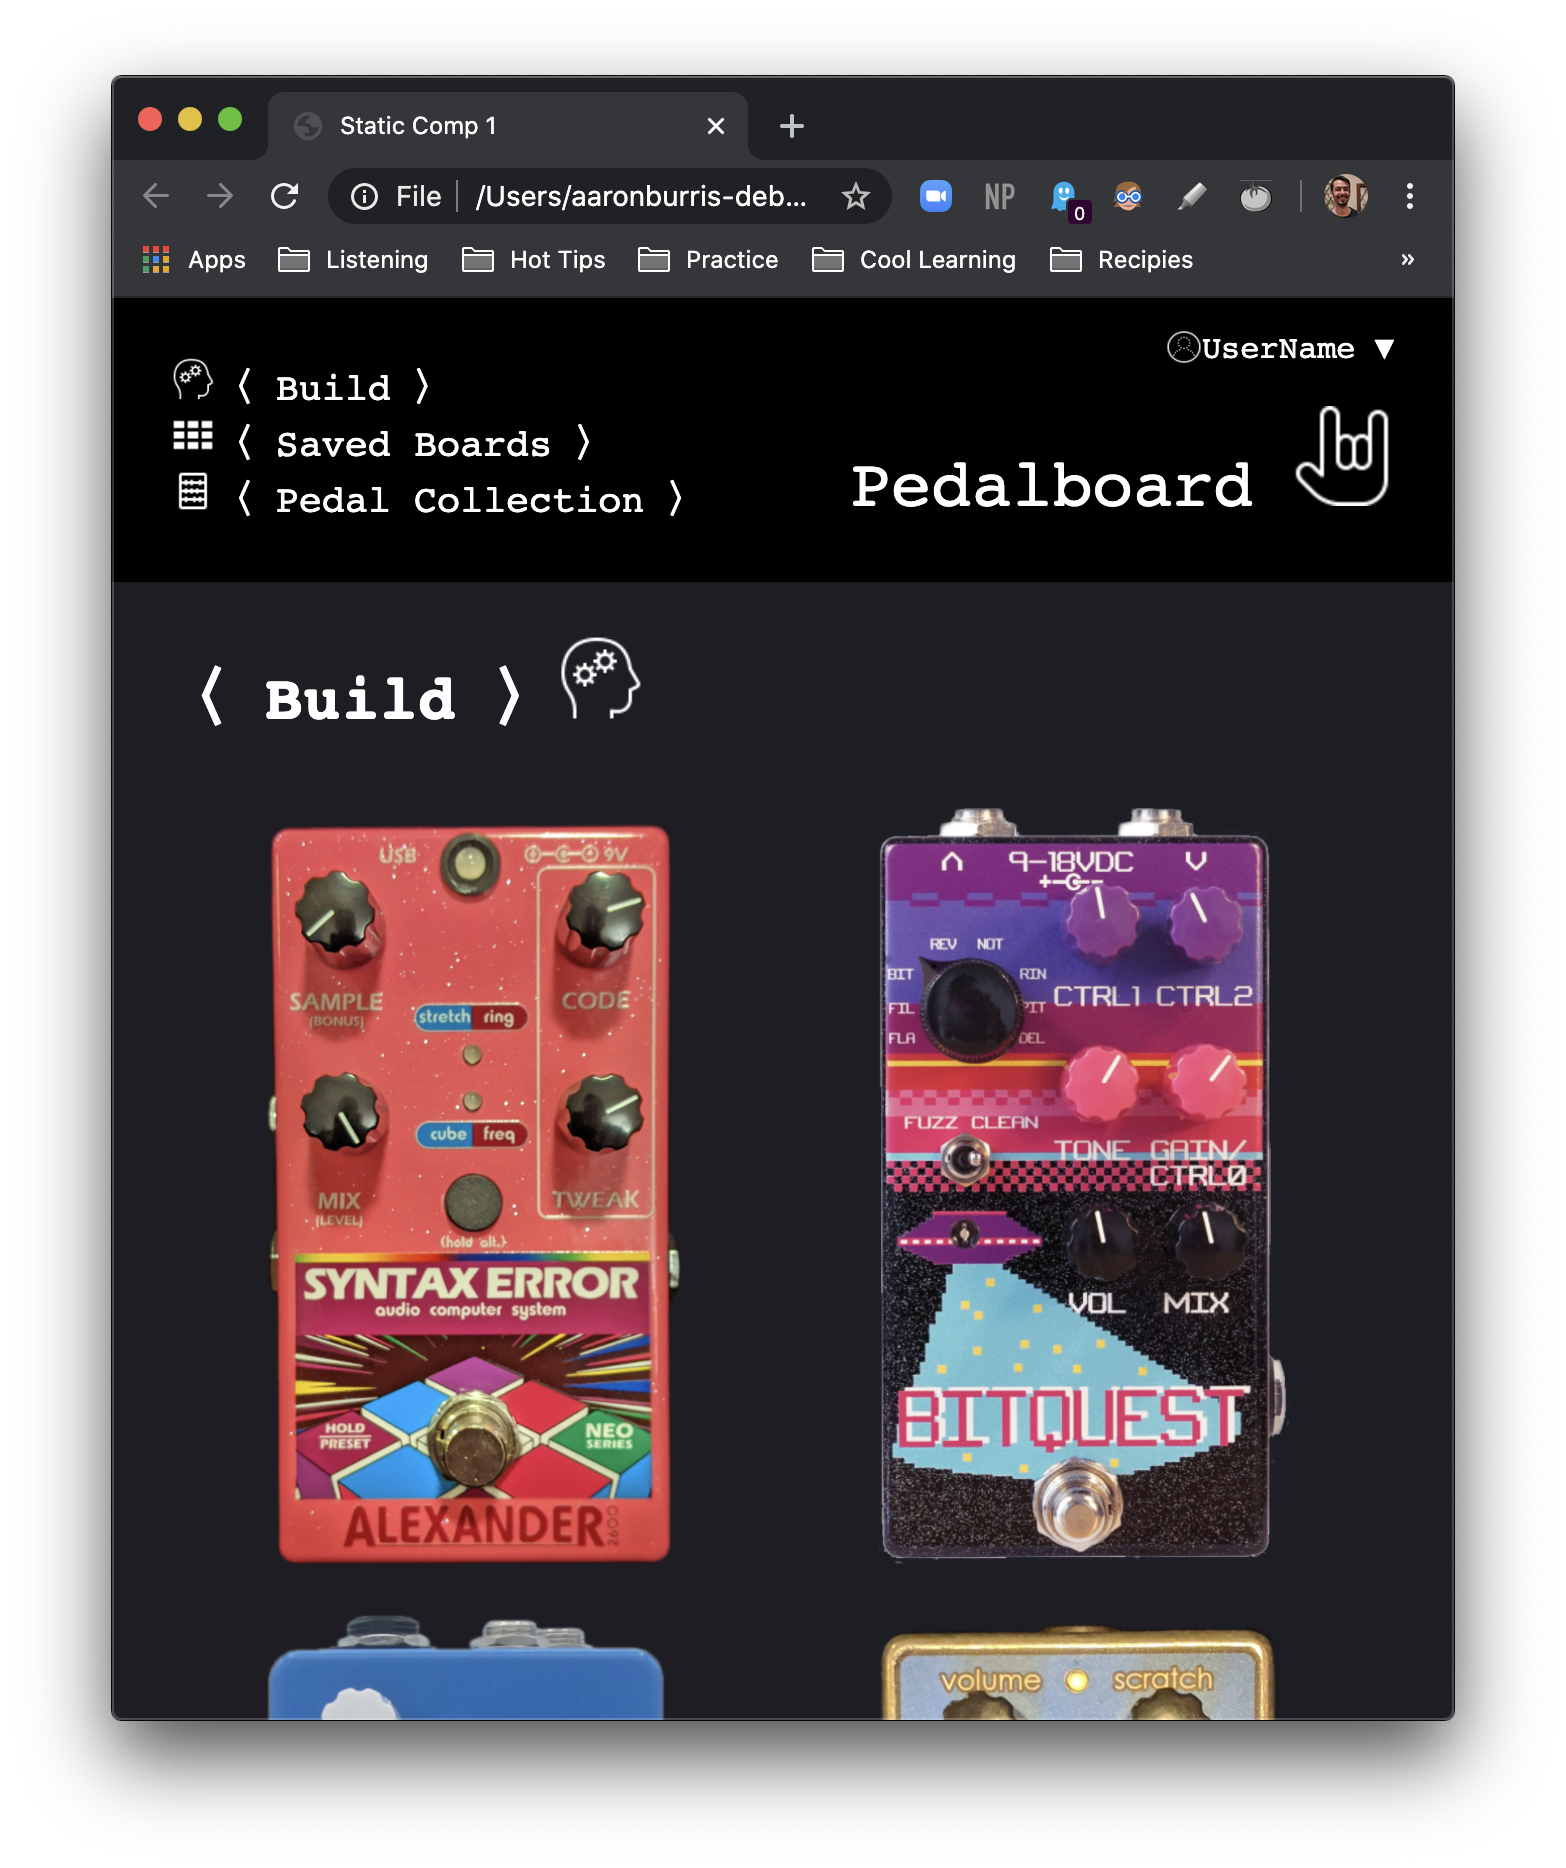 Static Comp 1
File /Users/aaronburris-deb...
NP
0
Apps Listening Hot Tips Practice Cool Learning Recipies »
UserName ▼
〈 Build 〉
〈 Saved Boards 〉
〈 Pedal Collection 〉
Pedalboard
〈 Build 〉
USB 9V
SAMPLE
(BONUS)
CODE
stretch ring
cube freq
MIX
(LEVEL)
TWEAK
(hold alt.)
SYNTAX ERROR
audio computer system
HOLD
PRESET
NEO
SERIES
ALEXANDER
2600
9-18VDC
REV NOT
BIT RIN
FIL PIT
FLA DEL
CTRL1 CTRL2
FUZZ CLEAN
TONE GAIN/
CTRL0
VOL MIX
BITQUEST
volume scratch